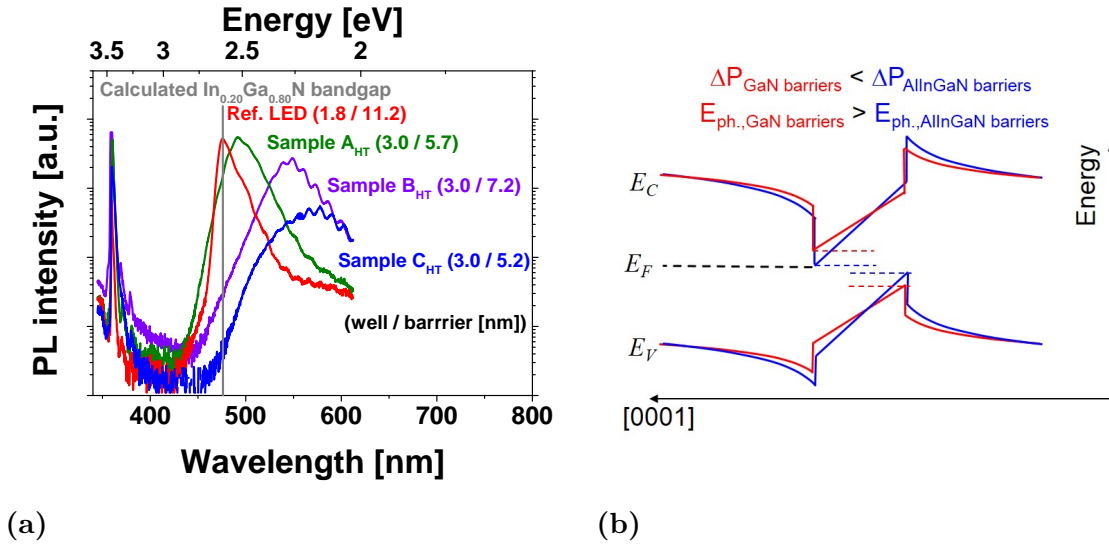 Energy [eV]
3.5 3 2.5 2
Calculated In0.20Ga0.80N bandgap
Ref. LED (1.8 / 11.2)
Sample AHT (3.0 / 5.7)
Sample BHT (3.0 / 7.2)
Sample CHT (3.0 / 5.2)
(well / barrrier [nm])
PL intensity [a.u.]
400 500 600 700 800
Wavelength [nm]
(a)
ΔPGaN barriers < ΔPAlInGaN barriers
Eph.,GaN barriers > Eph.,AlInGaN barriers
EC
EF
EV
Energy
[0001]
(b)